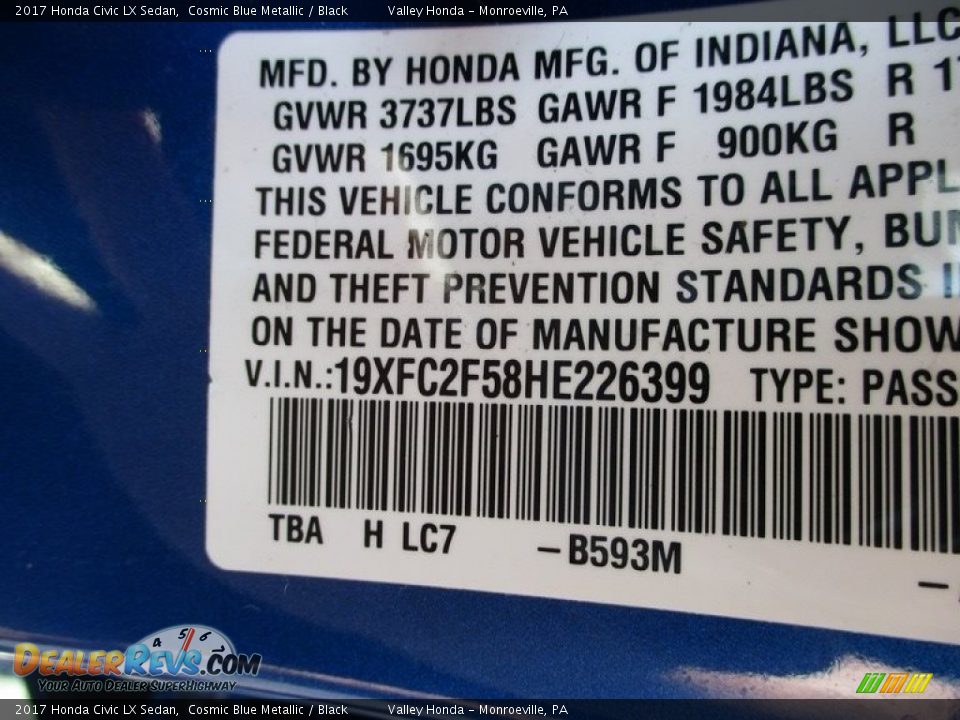 2017 Honda Civic LX Sedan, Cosmic Blue Metallic / Black Valley Honda - Monroeville, PA
MFD. BY HONDA MFG. OF INDIANA, LLC
GVWR 3737LBS GAWR F 1984LBS R
GVWR 1695KG GAWR F 900KG R
THIS VEHICLE CONFORMS TO ALL APPL
FEDERAL MOTOR VEHICLE SAFETY, BUM
AND THEFT PREVENTION STANDARDS
ON THE DATE OF MANUFACTURE SHOW
V.I.N.:19XFC2F58HE226399 TYPE: PASS
TBA H LC7 -B593M
-
4 5 6
DEALERREVS.COM
YOUR AUTO DEALER SUPERHIGHWAY
2017 Honda Civic LX Sedan, Cosmic Blue Metallic / Black Valley Honda - Monroeville, PA